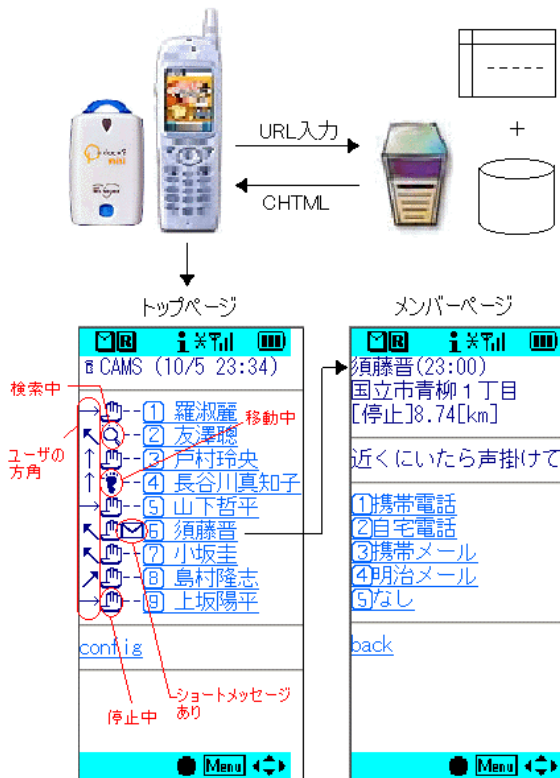 URL入力
+
CHTML
トップページ
メンバーページ
CAMS (10/5 23:34)
検索中
ユーザの
方角
移動中
1 羅淑麗
2 友澤聰
3 戸村玲央
4 長谷川真知子
5 山下哲平
6 須藤晋
7 小坂圭
8 島村隆志
9 上坂陽平
config
ショートメッセージ
あり
停止中
Menu
須藤晋(23:00)
国立市青柳1丁目
[停止]8.74[km]
近くにいたら声掛けて
1携帯電話
2自宅電話
3携帯メール
4明治メール
5なし
back
Menu